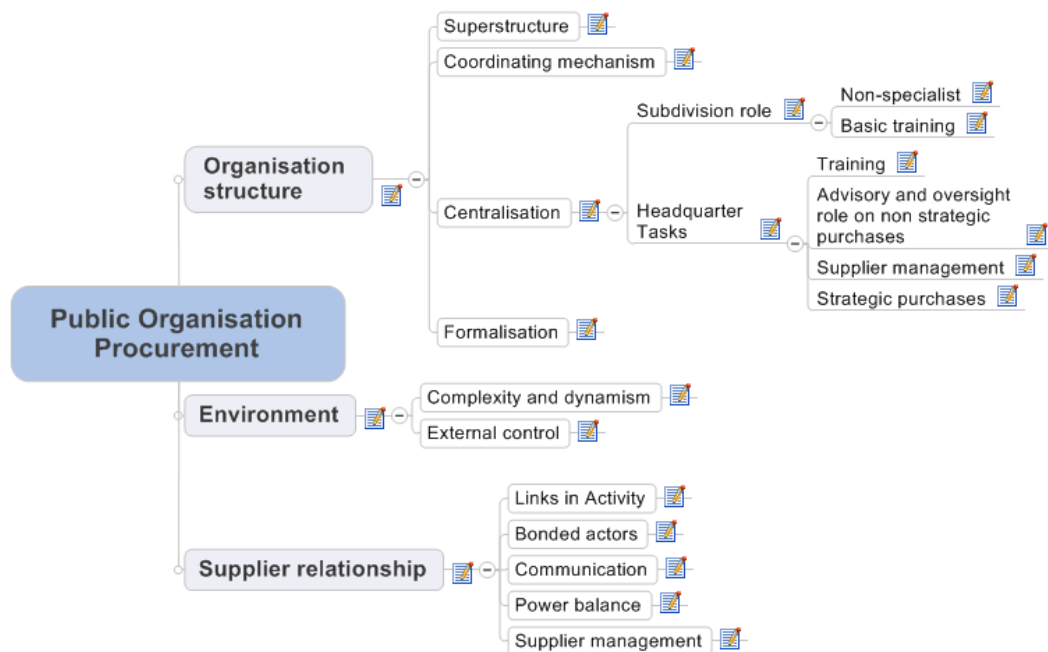 Public Organisation
Procurement
Organisation
structure
Superstructure
Coordinating mechanism
Centralisation
Subdivision role
Non-specialist
Basic training
Headquarter
Tasks
Training
Advisory and oversight
role on non strategic
purchases
Supplier management
Strategic purchases
Formalisation
Environment
Complexity and dynamism
External control
Supplier relationship
Links in Activity
Bonded actors
Communication
Power balance
Supplier management